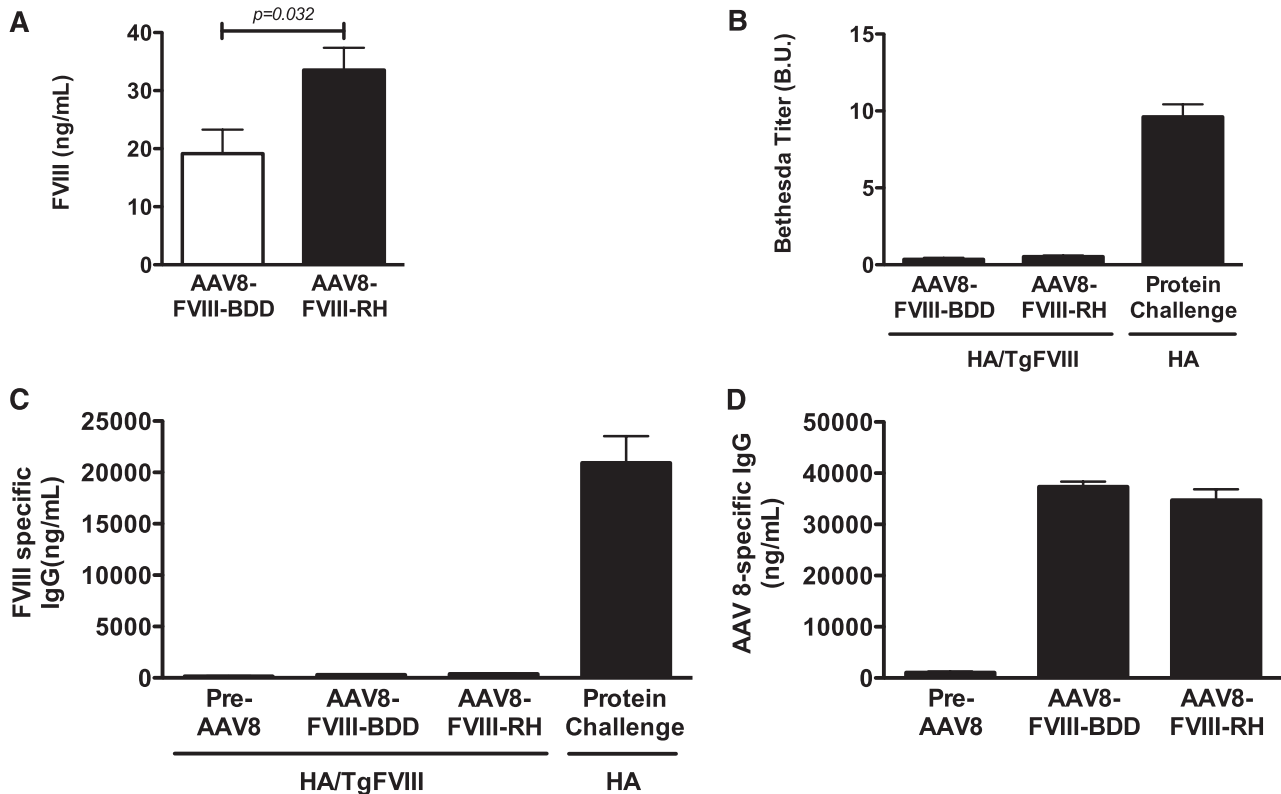 A
p=0.032
FVIII (ng/mL)
40
30
20
10
0
AAV8-
FVIII-BDD
AAV8-
FVIII-RH
B
Bethesda Titer (B.U.)
15
10
5
0
AAV8-
FVIII-BDD
AAV8-
FVIII-RH
Protein
Challenge
HA/TgFVIII
HA
C
FVIII specific
IgG(ng/mL)
25000
20000
15000
10000
5000
0
Pre-
AAV8
AAV8-
FVIII-BDD
AAV8-
FVIII-RH
Protein
Challenge
HA/TgFVIII
HA
D
AAV 8-specific IgG
(ng/mL)
50000
40000
30000
20000
10000
0
Pre-
AAV8
AAV8-
FVIII-BDD
AAV8-
FVIII-RH